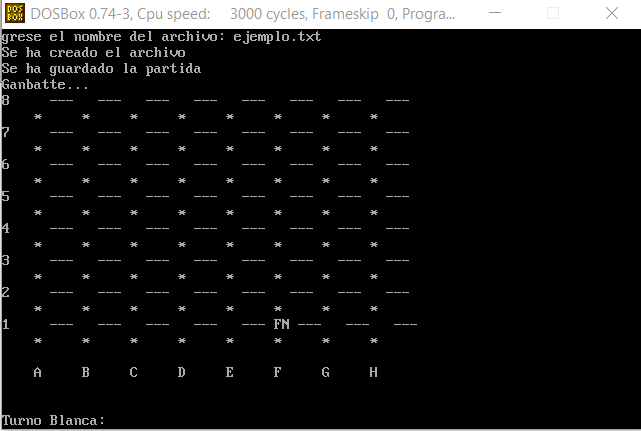 DOSBox 0.74-3, Cpu speed: 3000 cycles, Frameskip 0, Progra...
grese el nombre del archivo: ejemplo.txt
Se ha creado el archivo
Se ha guardado la partida
Ganbatte...
8 --- --- --- --- --- --- --- ---
* * * * * * * *
7 --- --- --- --- --- --- --- ---
* * * * * * * *
6 --- --- --- --- --- --- --- ---
* * * * * * * *
5 --- --- --- --- --- --- --- ---
* * * * * * * *
4 --- --- --- --- --- --- --- ---
* * * * * * * *
3 --- --- --- --- --- --- --- ---
* * * * * * * *
2 --- --- --- --- --- --- --- ---
* * * * * * * *
1 --- --- --- --- --- FN --- --- ---
* * * * * * * *
A B C D E F G H
Turno Blanca: